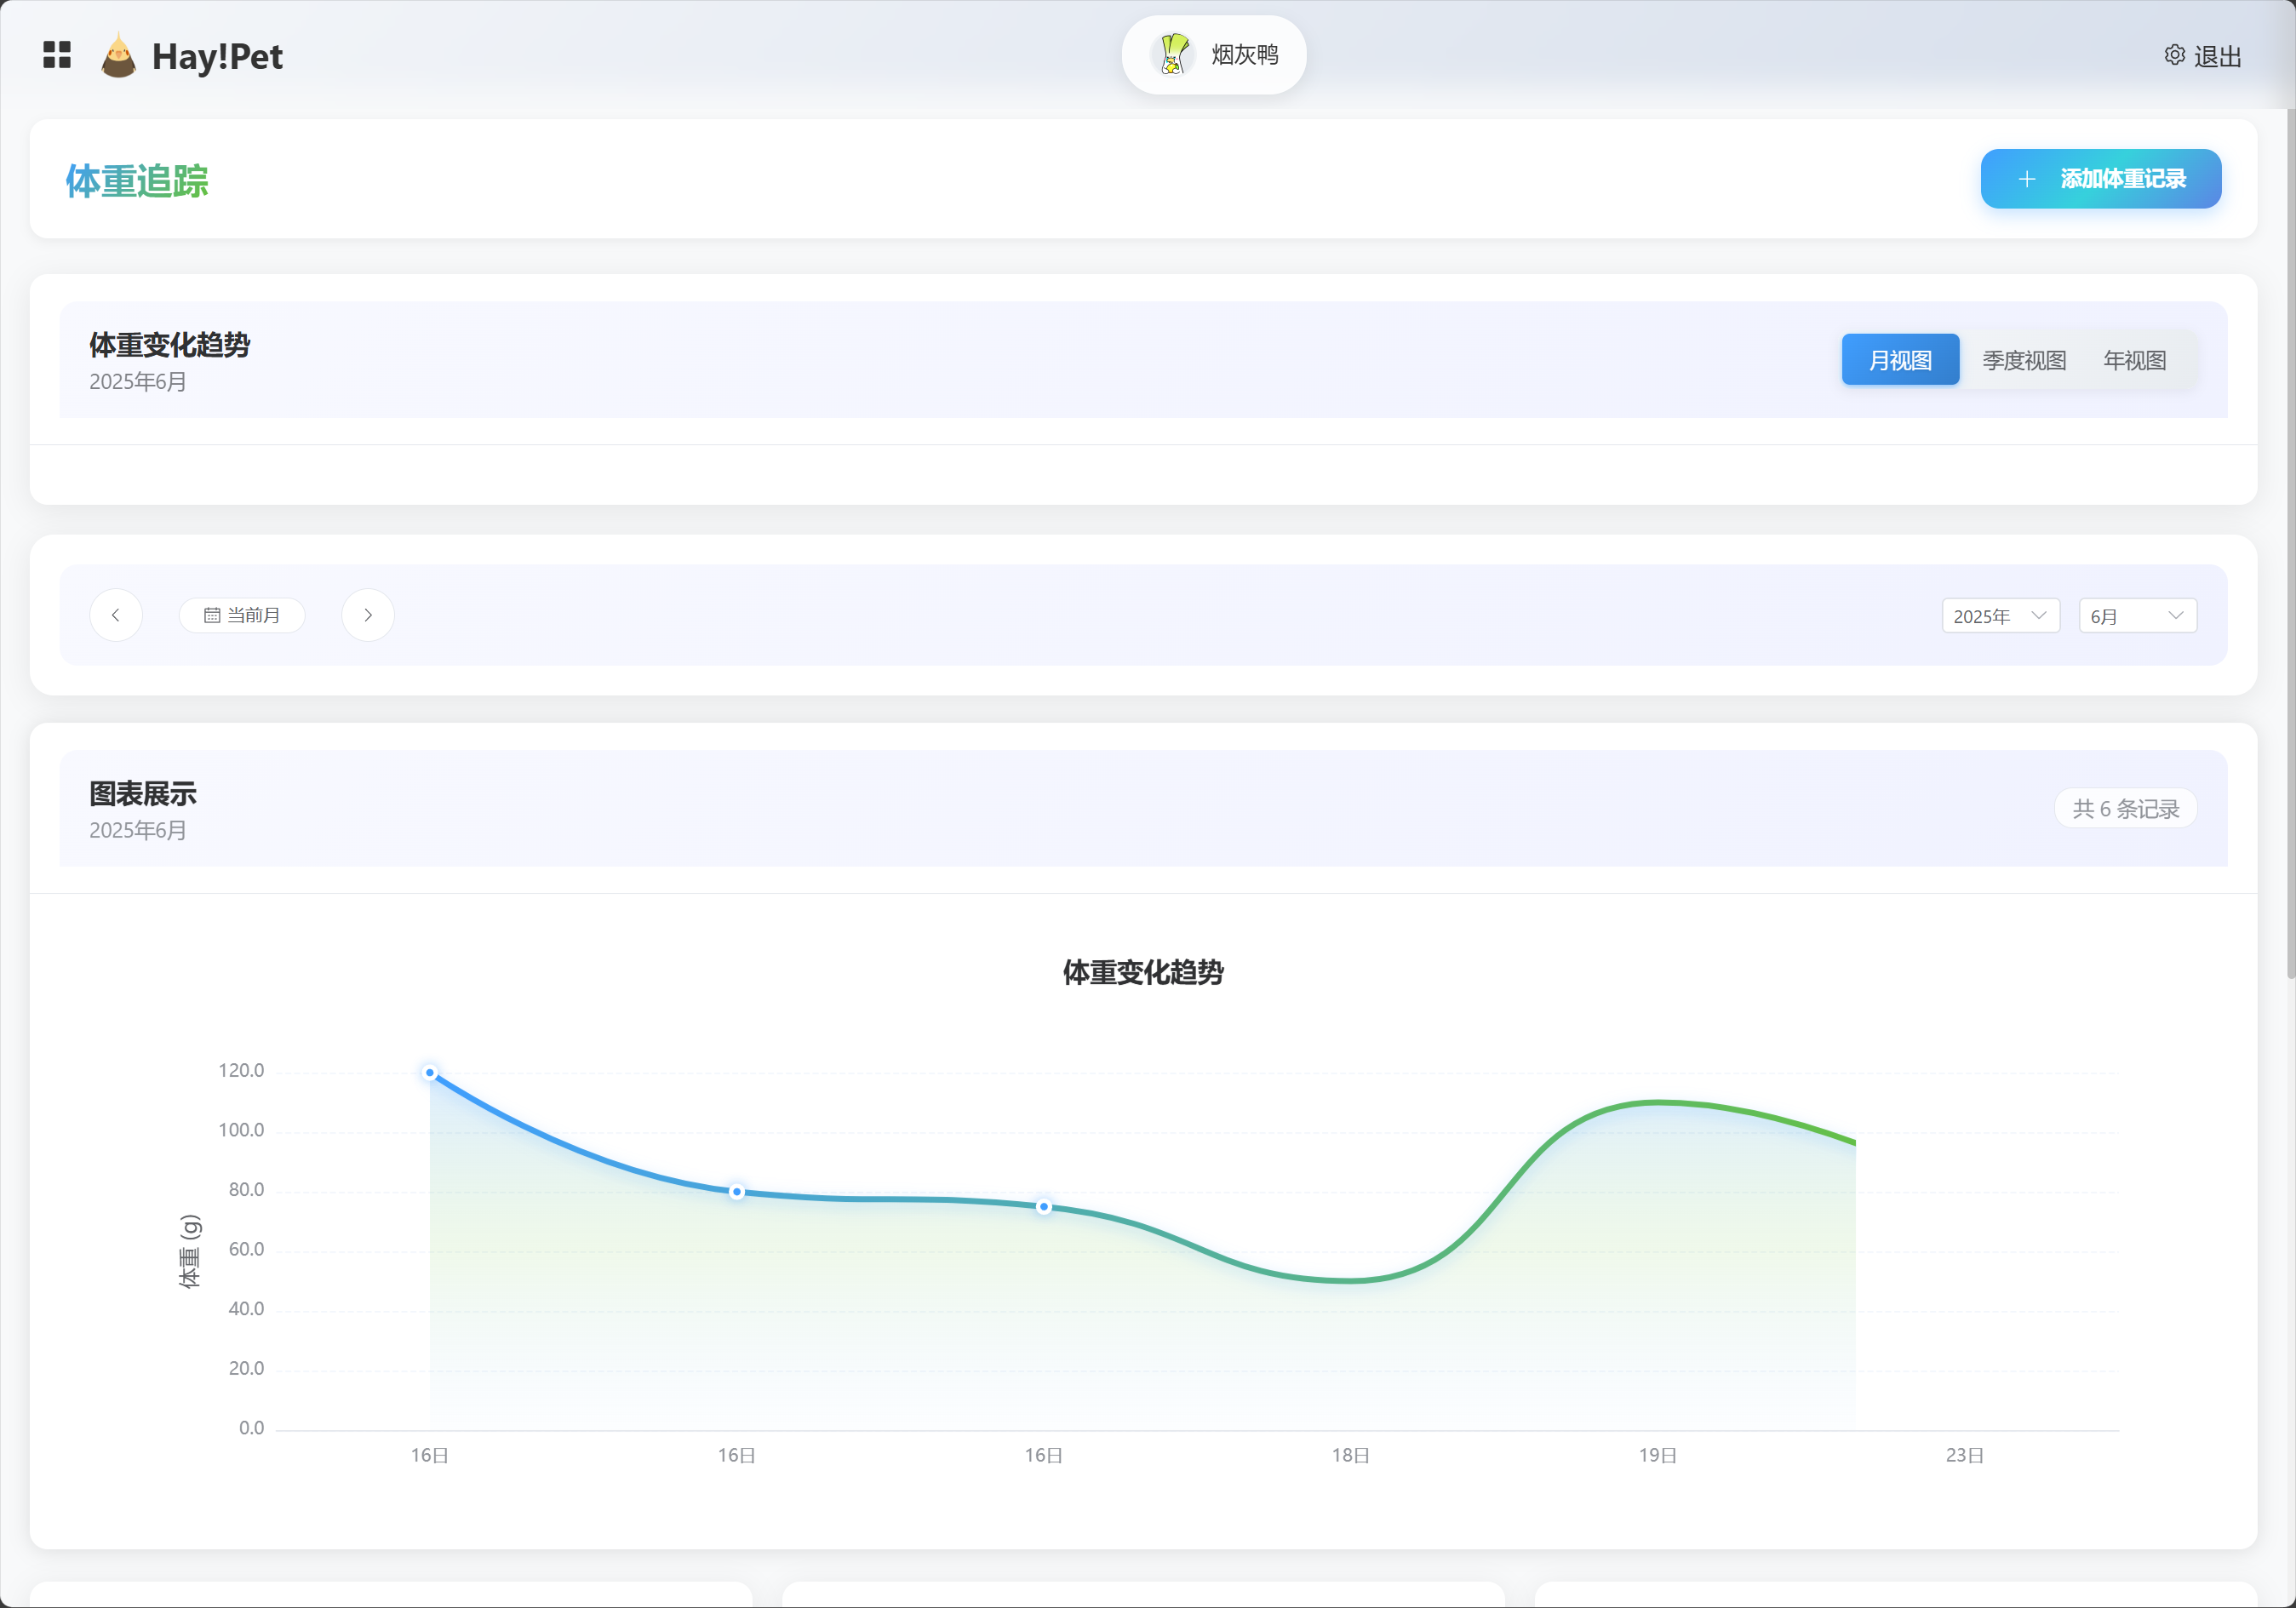 Hay!Pet
烟灰鸭
退出
体重追踪
添加体重记录
体重变化趋势
2025年6月
月视图 季度视图 年视图
当前月
2025年 6月
图表展示
2025年6月
共 6 条记录
体重变化趋势
120.0
100.0
80.0
60.0
40.0
20.0
0.0
体重 (g)
16日 16日 16日 18日 19日 23日